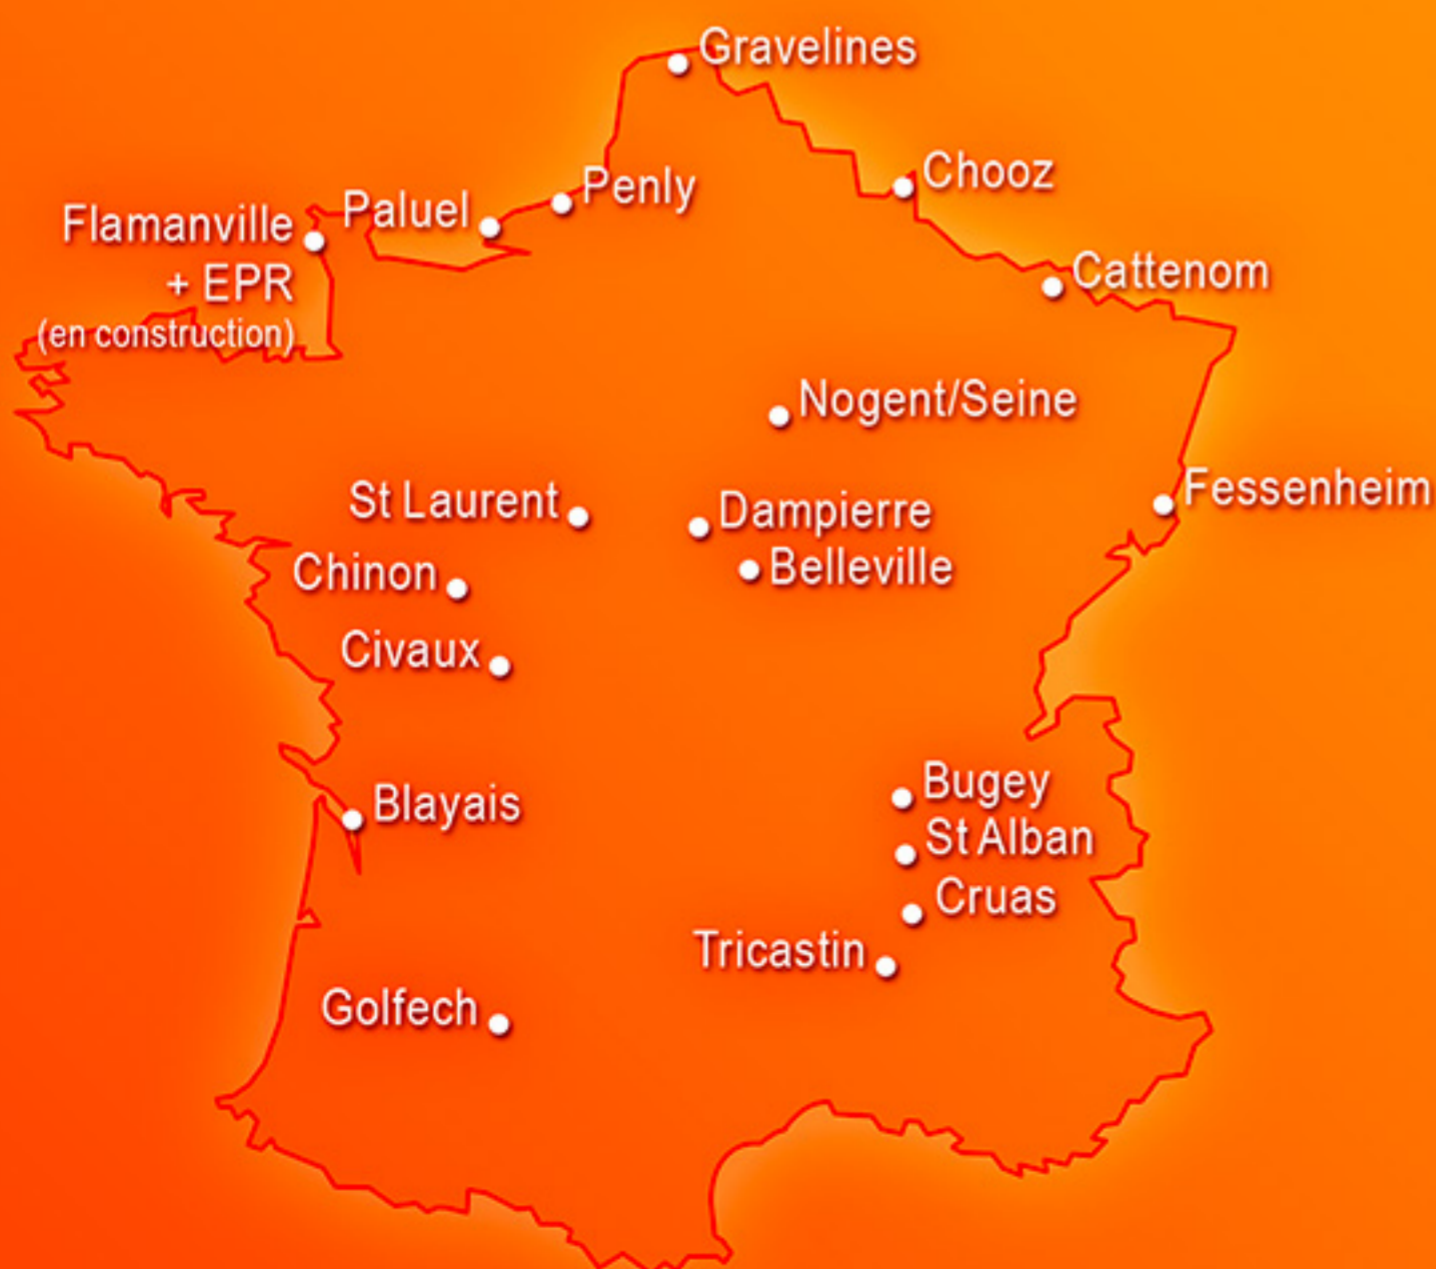 Gravelines
Chooz
Penly
Paluel
Flamanville
+ EPR
(en construction)
Cattenom
Nogent/Seine
Fessenheim
St Laurent
Dampierre
Belleville
Chinon
Civaux
Bugey
Blayais
St Alban
Cruas
Tricastin
Golfech